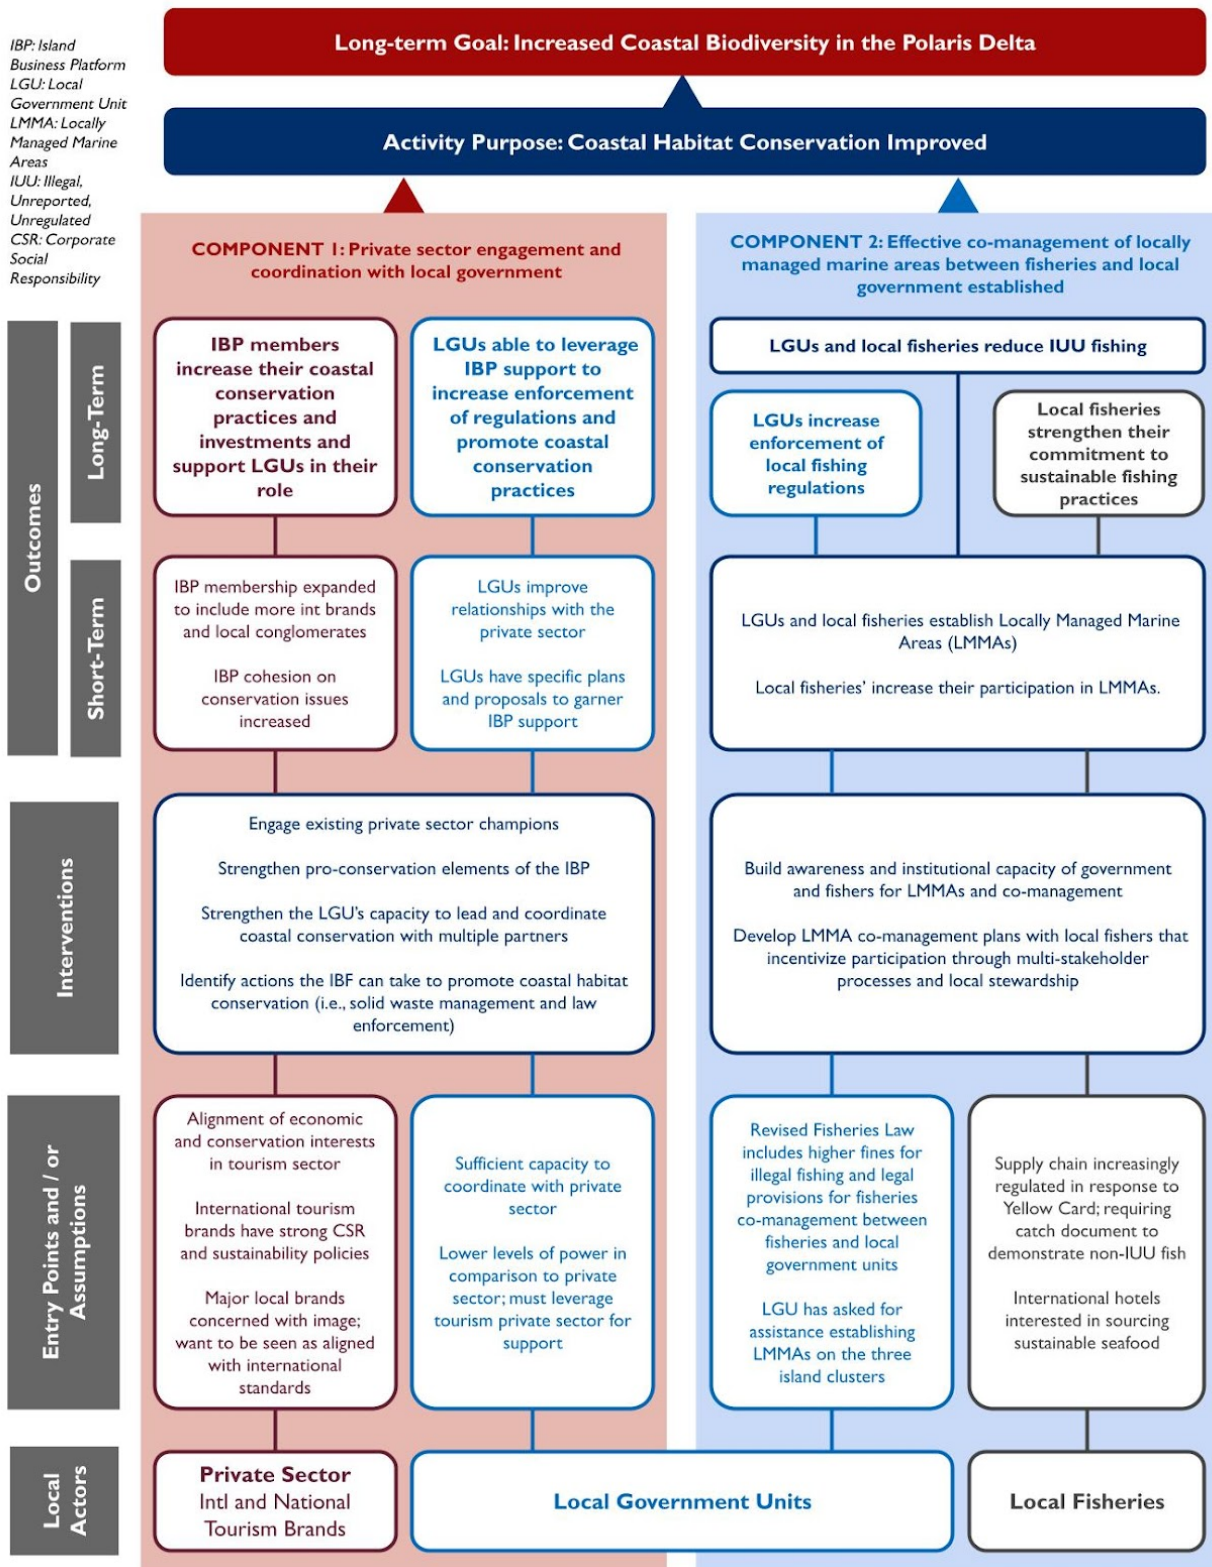 IBP: Island
Business Platform
LGU: Local
Government Unit
LMMA: Locally
Managed Marine
Areas
IUU: Illegal,
Unreported,
Unregulated
CSR: Corporate
Social
Responsibility
Long-term Goal: Increased Coastal Biodiversity in the Polaris Delta
Activity Purpose: Coastal Habitat Conservation Improved
COMPONENT 1: Private sector engagement and
coordination with local government
COMPONENT 2: Effective co-management of locally
managed marine areas between fisheries and local
government established
Outcomes
Long-Term
IBP members
increase their coastal
conservation
practices and
investments and
support LGUs in their
role
LGUs able to leverage
IBP support to
increase enforcement
of regulations and
promote coastal
conservation
practices
LGUs and local fisheries reduce IUU fishing
LGUs increase
enforcement of
local fishing
regulations
Local fisheries
strengthen their
commitment to
sustainable fishing
practices
Short-Term
IBP membership expanded
to include more int brands
and local conglomerates
IBP cohesion on
conservation issues
increased
LGUs improve
relationships with the
private sector
LGUs have specific plans
and proposals to garner
IBP support
LGUs and local fisheries establish Locally Managed Marine
Areas (LMMAs)
Local fisheries’ increase their participation in LMMAs.
Interventions
Engage existing private sector champions
Strengthen pro-conservation elements of the IBP
Strengthen the LGU’s capacity to lead and coordinate
coastal conservation with multiple partners
Identify actions the IBF can take to promote coastal habitat
conservation (i.e., solid waste management and law
enforcement)
Build awareness and institutional capacity of government
and fishers for LMMAs and co-management
Develop LMMA co-management plans with local fishers that
incentivize participation through multi-stakeholder
processes and local stewardship
Entry Points and / or
Assumptions
Alignment of economic
and conservation interests
in tourism sector
International tourism
brands have strong CSR
and sustainability policies
Major local brands
concerned with image;
want to be seen as aligned
with international
standards
Sufficient capacity to
coordinate with private
sector
Lower levels of power in
comparison to private
sector; must leverage
tourism private sector for
support
Revised Fisheries Law
includes higher fines for
illegal fishing and legal
provisions for fisheries
co-management between
fisheries and local
government units
LGU has asked for
assistance establishing
LMMAs on the three
island clusters
Supply chain increasingly
regulated in response to
Yellow Card; requiring
catch document to
demonstrate non-IUU fish
International hotels
interested in sourcing
sustainable seafood
Local
Actors
Private Sector
Intl and National
Tourism Brands
Local Government Units
Local Fisheries